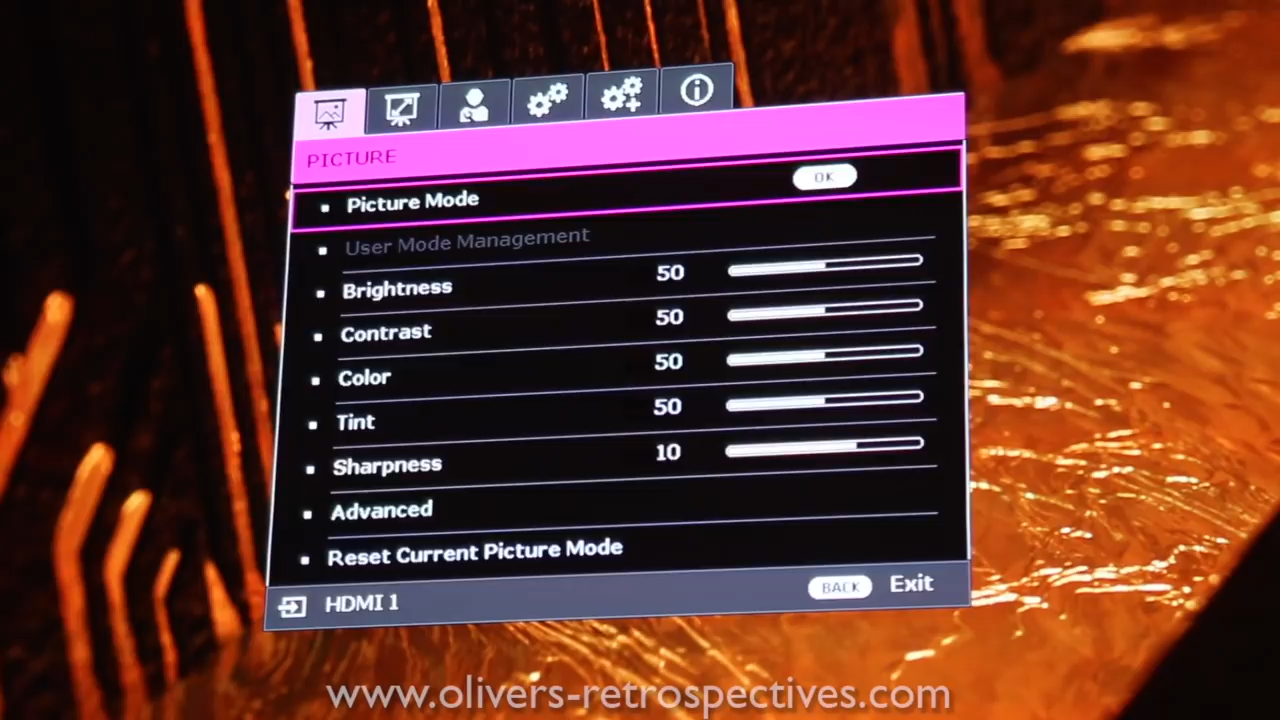 PICTURE
Picture Mode OK
User Mode Management
Brightness 50
Contrast 50
Color 50
Tint 50
Sharpness 10
Advanced
Reset Current Picture Mode
HDMI 1 BACK Exit
www.olivers-retrospectives.com